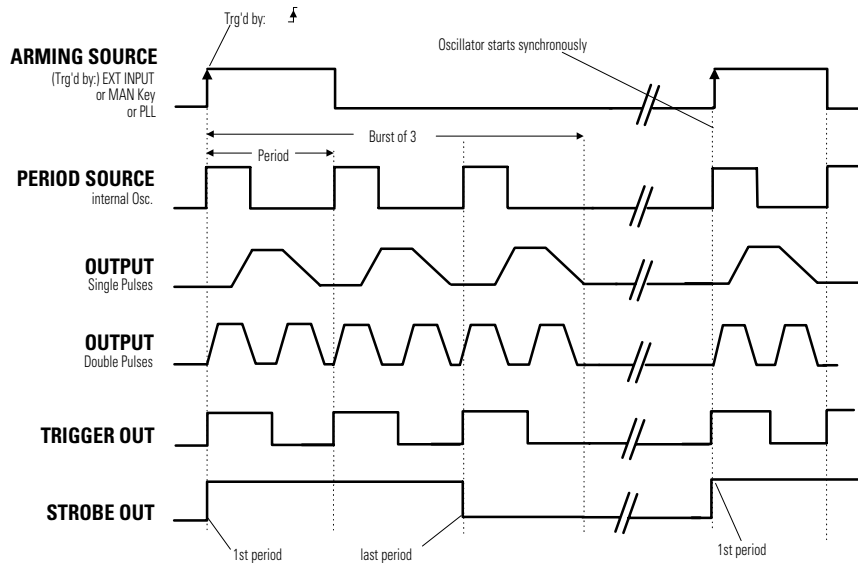 Trg'd by:
ARMING SOURCE
(Trg'd by:) EXT INPUT
or MAN Key
or PLL
Oscillator starts synchronously
Burst of 3
Period
PERIOD SOURCE
internal Osc.
OUTPUT
Single Pulses
OUTPUT
Double Pulses
TRIGGER OUT
STROBE OUT
1st period
last period
1st period